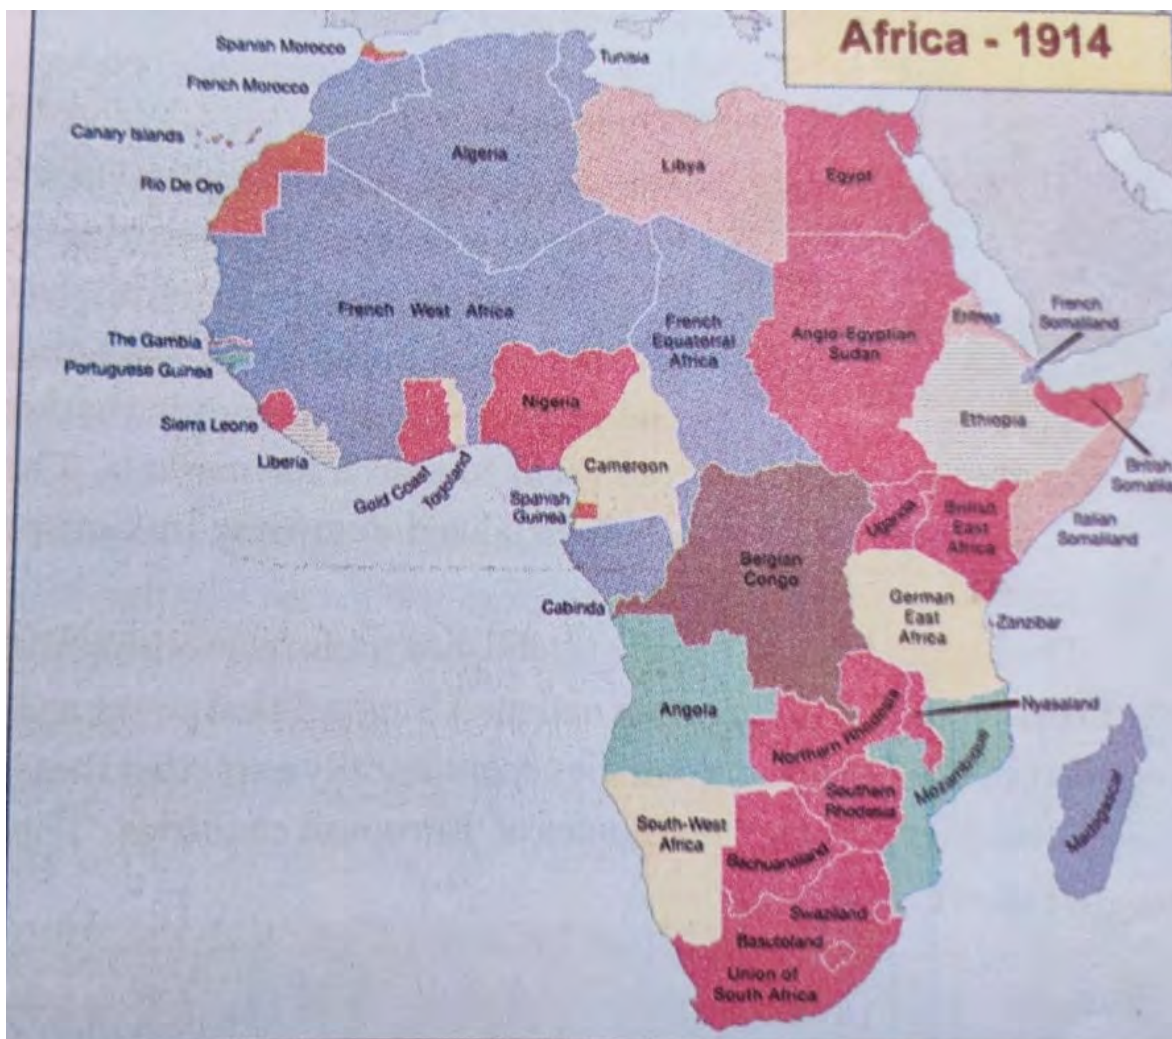 Africa - 1914
Spanish Morocco
French Morocco
Tunisia
Canary Islands
Algeria
Libya
Egypt
Rio De Oro
French West Africa
French
Equatorial
Africa
Anglo-Egyptian
Sudan
Eritrea
French
Somaliland
The Gambia
Portuguese Guinea
Nigeria
Ethiopia
Sierra Leone
Liberia
Gold Coast
Togoland
Cameroon
British
Spanish
Guinea
Uganda
British
East
Africa
Italian
Somaliland
Belgian
Congo
Cabinda
German
East
Africa
Zanzibar
Angola
Northern Rhodesia
Nyasaland
Mozambique
Southern
Rhodesia
South-West
Africa
Bechuanaland
Madagascar
Swaziland
Basutoland
Union of
South Africa